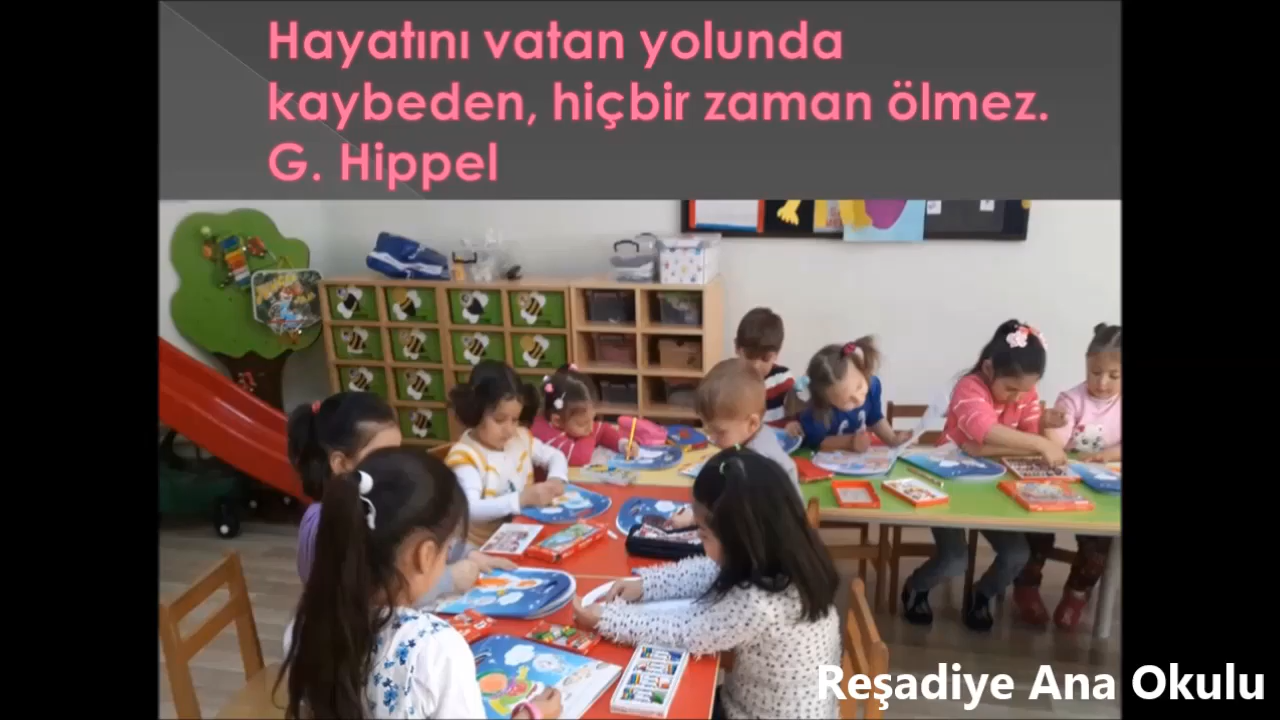 Hayatını vatan yolunda
kaybeden, hiçbir zaman ölmez.
G. Hippel
Reşadiye Ana Okulu